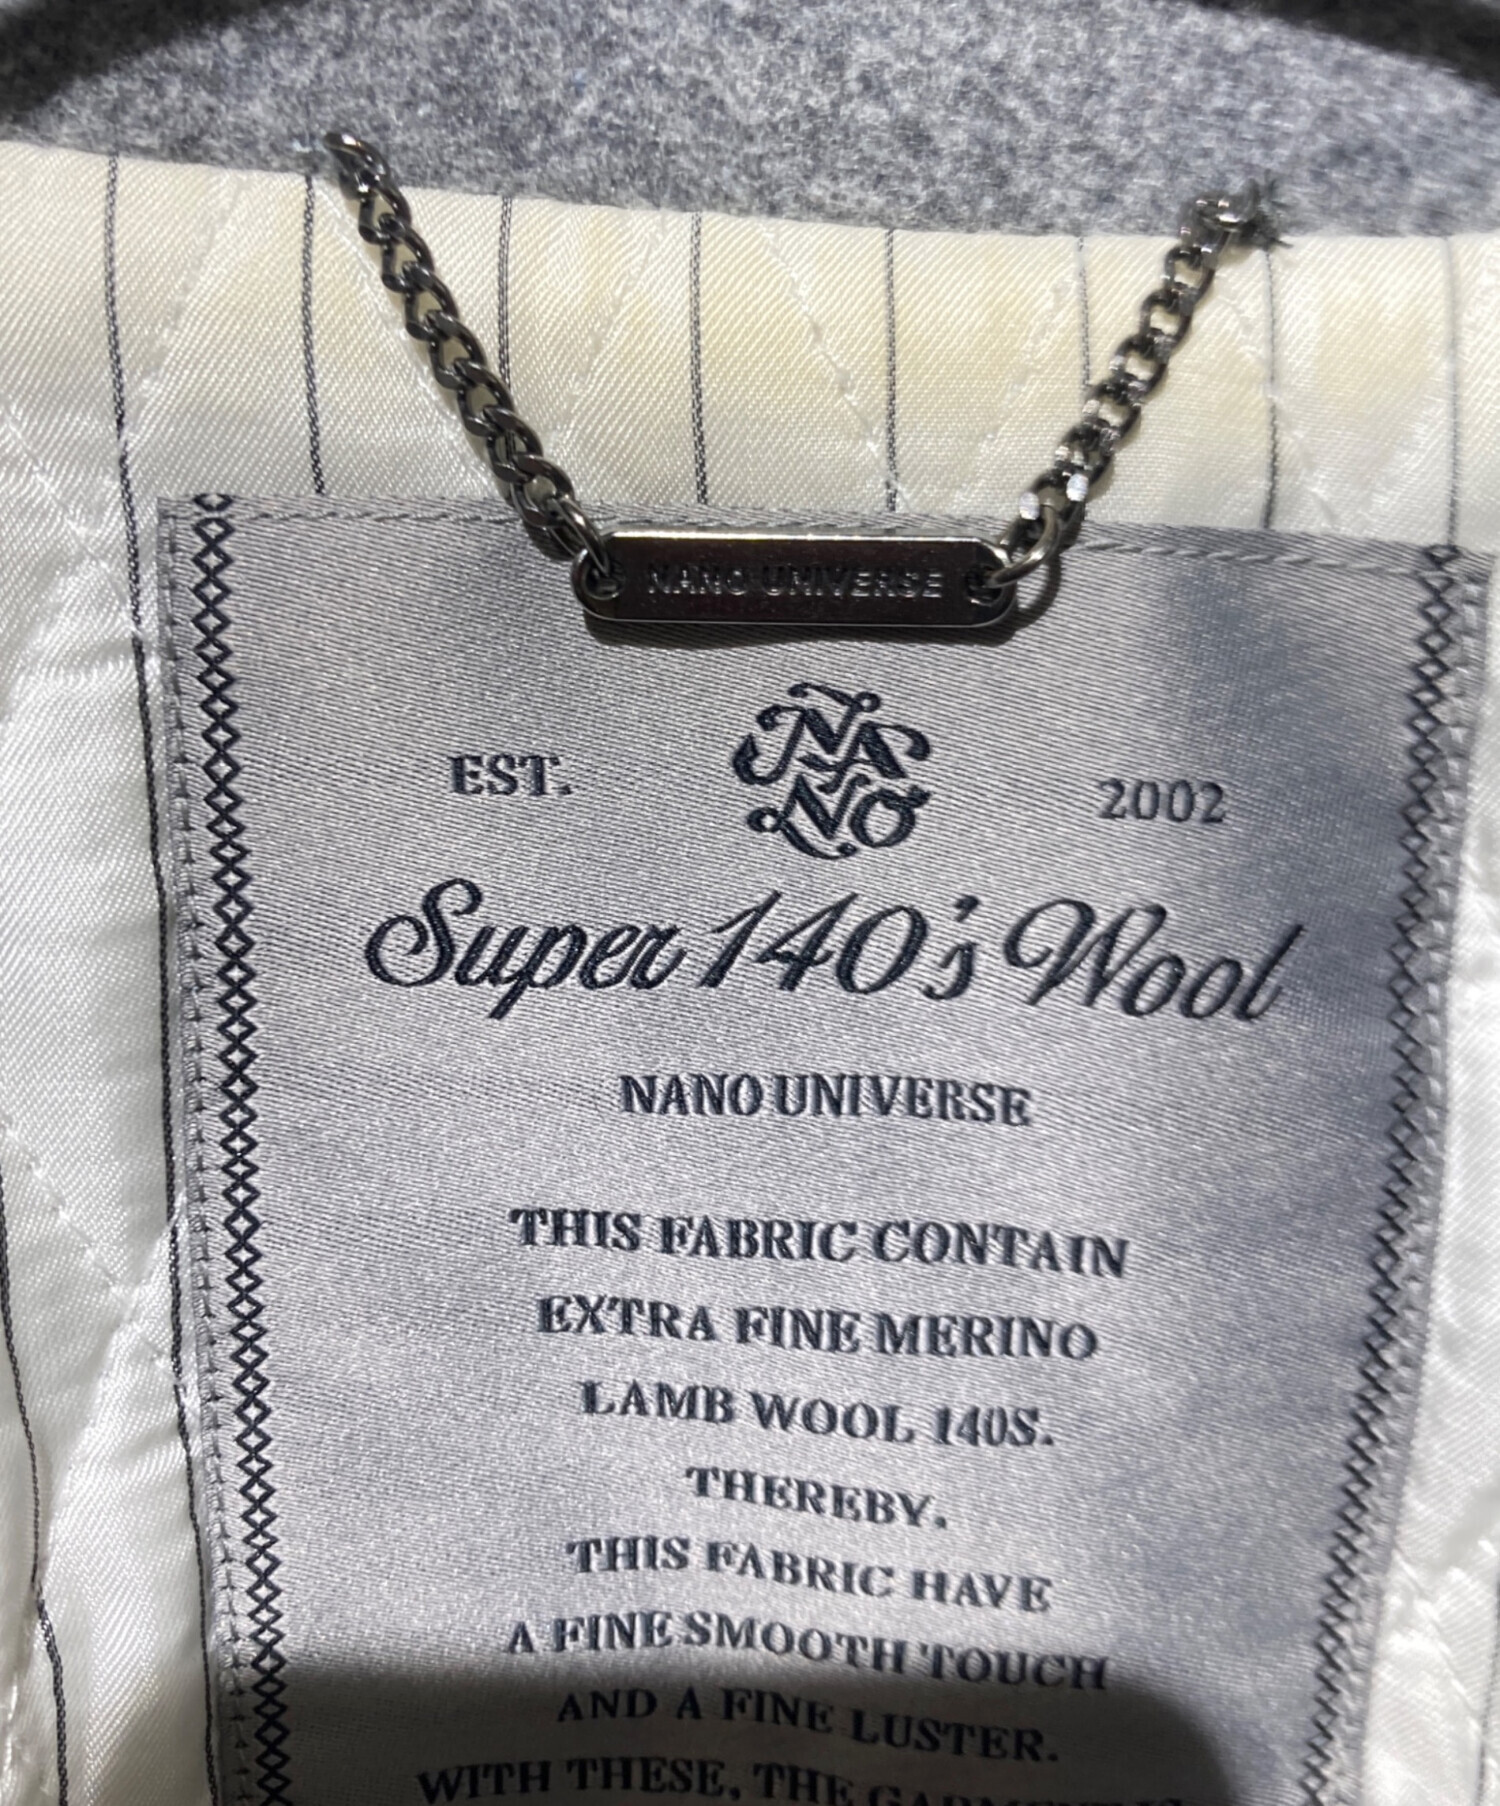 NANO UNIVERSE
EST. NANO 2002
Super 140's Wool
NANO UNIVERSE
THIS FABRIC CONTAIN
EXTRA FINE MERINO
LAMB WOOL 140S.
THEREBY,
THIS FABRIC HAVE
A FINE SMOOTH TOUCH
AND A FINE LUSTER.
WITH THESE, THE